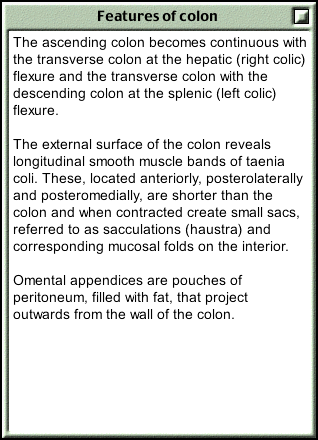 Features of colon
The ascending colon becomes continuous with
the transverse colon at the hepatic (right colic)
flexure and the transverse colon with the
descending colon at the splenic (left colic)
flexure.
The external surface of the colon reveals
longitudinal smooth muscle bands of taenia
coli. These, located anteriorly, posterolaterally
and posteromedially, are shorter than the
colon and when contracted create small sacs,
referred to as sacculations (haustra) and
corresponding mucosal folds on the interior.
Omental appendices are pouches of
peritoneum, filled with fat, that project
outwards from the wall of the colon.